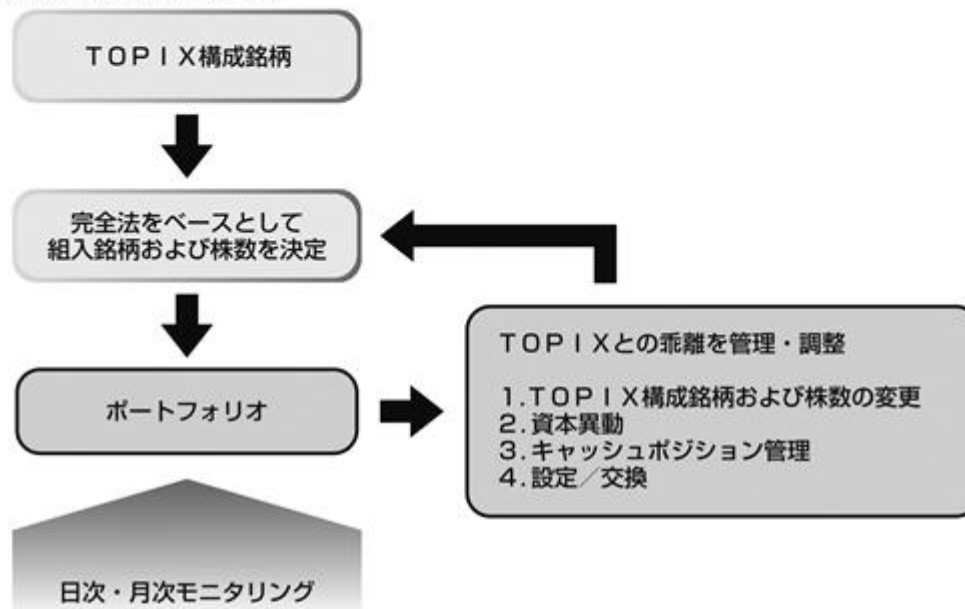 TOPIX構成銘柄
完全法をベースとして
組入銘柄および株数を決定
ポートフォリオ
TOPIXとの乖離を管理・調整
1.TOPIX構成銘柄および株数の変更
2.資本異動
3.キャッシュポジション管理
4.設定／交換
日次・月次モニタリング